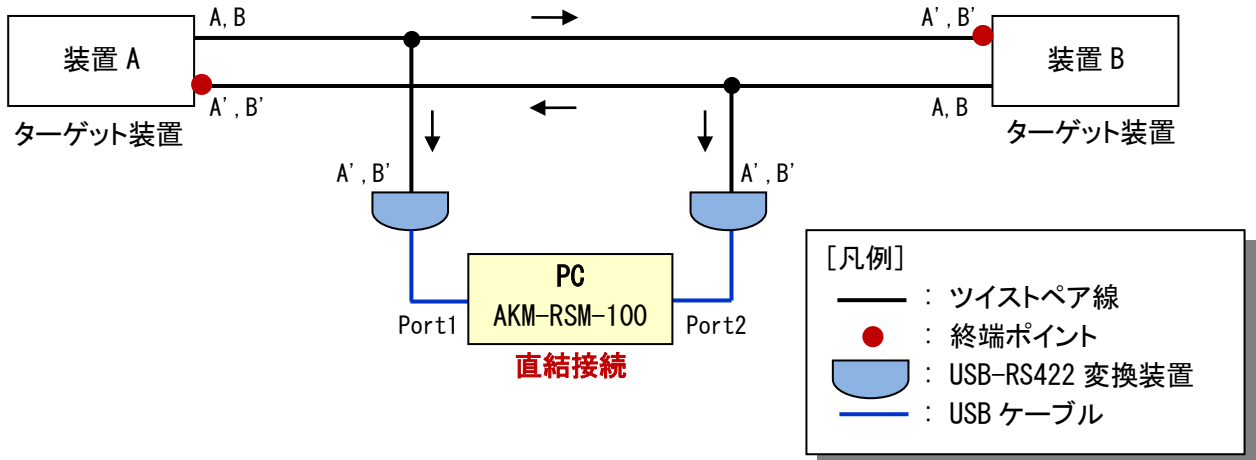 A,B
A',B'
装置 A
装置 B
A',B'
A,B
ターゲット装置
ターゲット装置
A',B'
A',B'
PC
AKM-RSM-100
Port1
Port2
直結接続
[凡例]
: ツイストペア線
: 終端ポイント
: USB-RS422 変換装置
: USB ケーブル